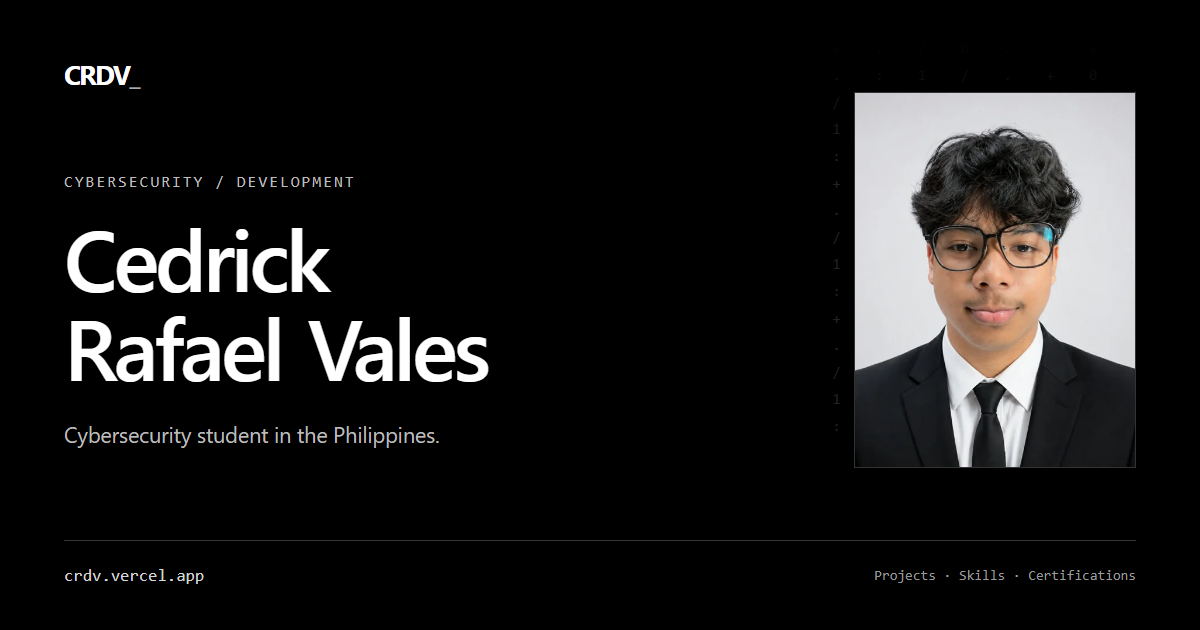 CRDV_
CYBERSECURITY / DEVELOPMENT
Cedrick
Rafael Vales
Cybersecurity student in the Philippines.
crdv.vercel.app
Projects · Skills · Certifications